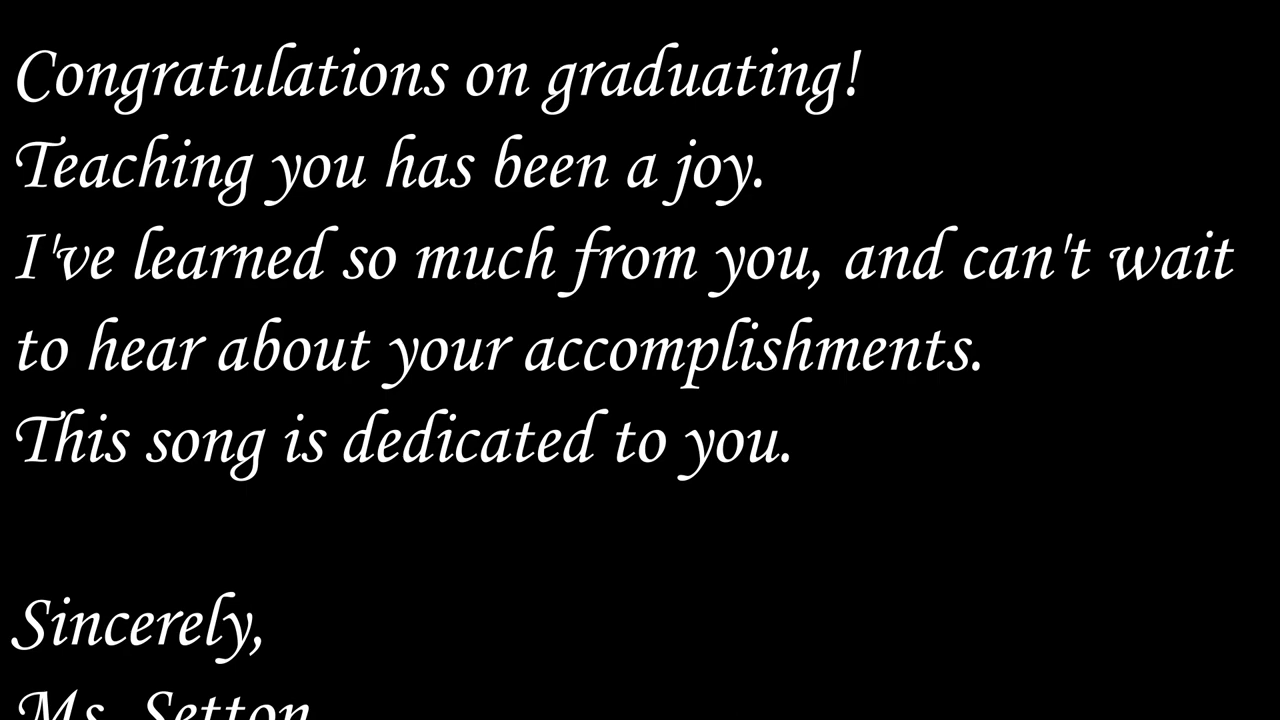 Congratulations on graduating!
Teaching you has been a joy.
I've learned so much from you, and can't wait
to hear about your accomplishments.
This song is dedicated to you.
Sincerely,
Ms. Setton